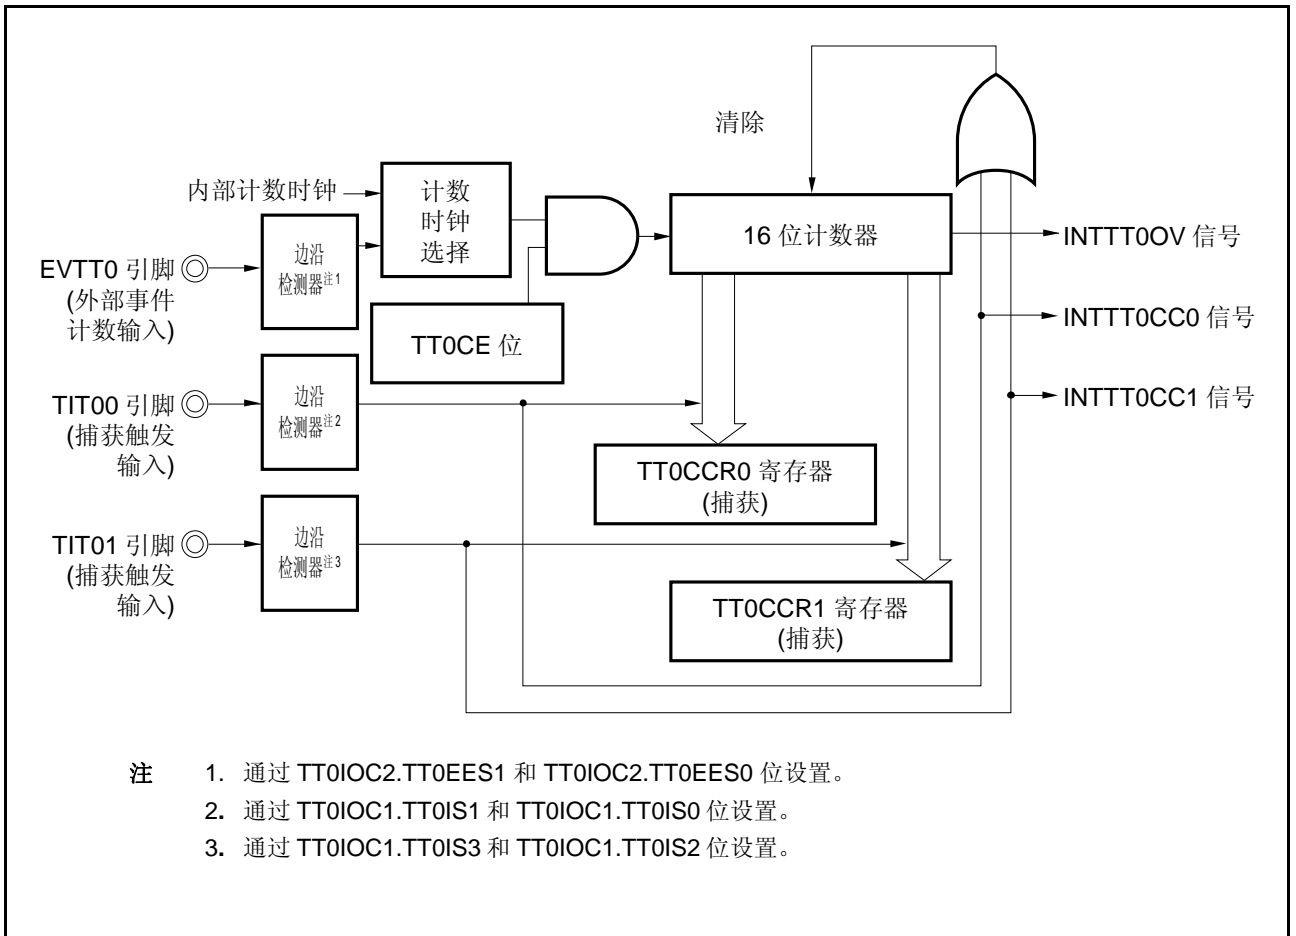 清除
内部计数时钟
计数
时钟
选择
16 位计数器
INTTT0OV 信号
边沿
检测器注1
EVTT0 引脚
(外部事件
计数输入)
INTTT0CC0 信号
TT0CE 位
边沿
检测器注2
TIT00 引脚
(捕获触发
输入)
INTTT0CC1 信号
TT0CCR0 寄存器
(捕获)
边沿
检测器注3
TIT01 引脚
(捕获触发
输入)
TT0CCR1 寄存器
(捕获)
注 1. 通过 TT0IOC2.TT0EES1 和 TT0IOC2.TT0EES0 位设置。
2. 通过 TT0IOC1.TT0IS1 和 TT0IOC1.TT0IS0 位设置。
3. 通过 TT0IOC1.TT0IS3 和 TT0IOC1.TT0IS2 位设置。